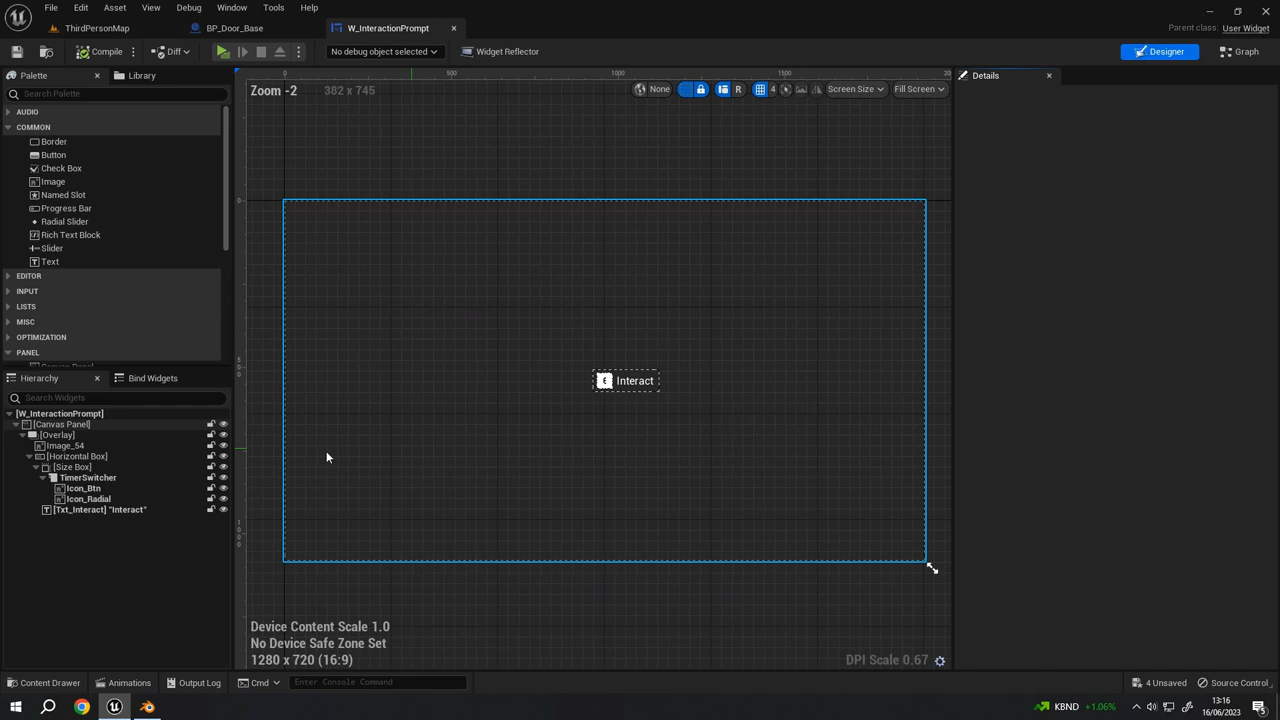 File Edit Asset View Debug Window Tools Help
ThirdPersonMap BP_Door_Base W_InteractionPrompt Parent class: User Widget
Compile Diff No debug object selected Widget Reflector Designer Graph
Palette Library 0 500 1000 1500 20 Details
Search Palette Zoom -2 382 x 745 None R 4 Screen Size Fill Screen
AUDIO
COMMON
Border
Button
Check Box
Image
Named Slot
Progress Bar
Radial Slider
Rich Text Block
Slider
Text
EDITOR
INPUT
LISTS
MISC
OPTIMIZATION
PANEL
Canvas Panel
0
500
1000
E Interact
Hierarchy Bind Widgets
Search Widgets
[W_InteractionPrompt]
[Canvas Panel]
[Overlay]
Image_54
[Horizontal Box]
[Size Box]
TimerSwitcher
Icon_Btn
Icon_Radial
[Txt_Interact] "Interact"
Device Content Scale 1.0
No Device Safe Zone Set
1280 x 720 (16:9) DPI Scale 0.67
Content Drawer Animations Output Log Cmd Enter Console Command 4 Unsaved Source Control
KBND +1.06% 13:16
16/06/2023